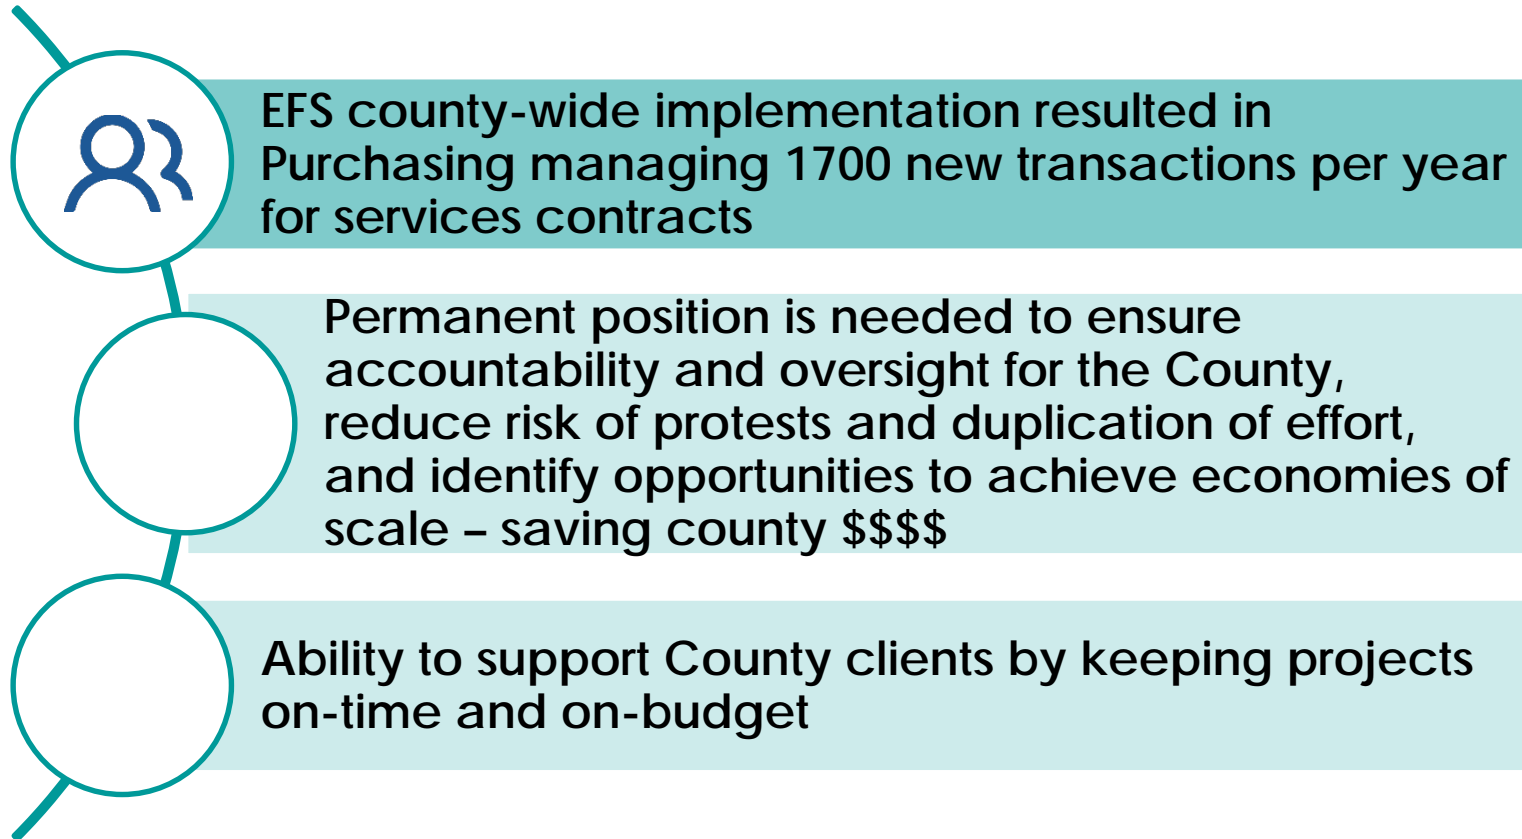 EFS county-wide implementation resulted in
Purchasing managing 1700 new transactions per year
for services contracts
Permanent position is needed to ensure
accountability and oversight for the County,
reduce risk of protests and duplication of effort,
and identify opportunities to achieve economies of
scale – saving county $$$$
Ability to support County clients by keeping projects
on-time and on-budget